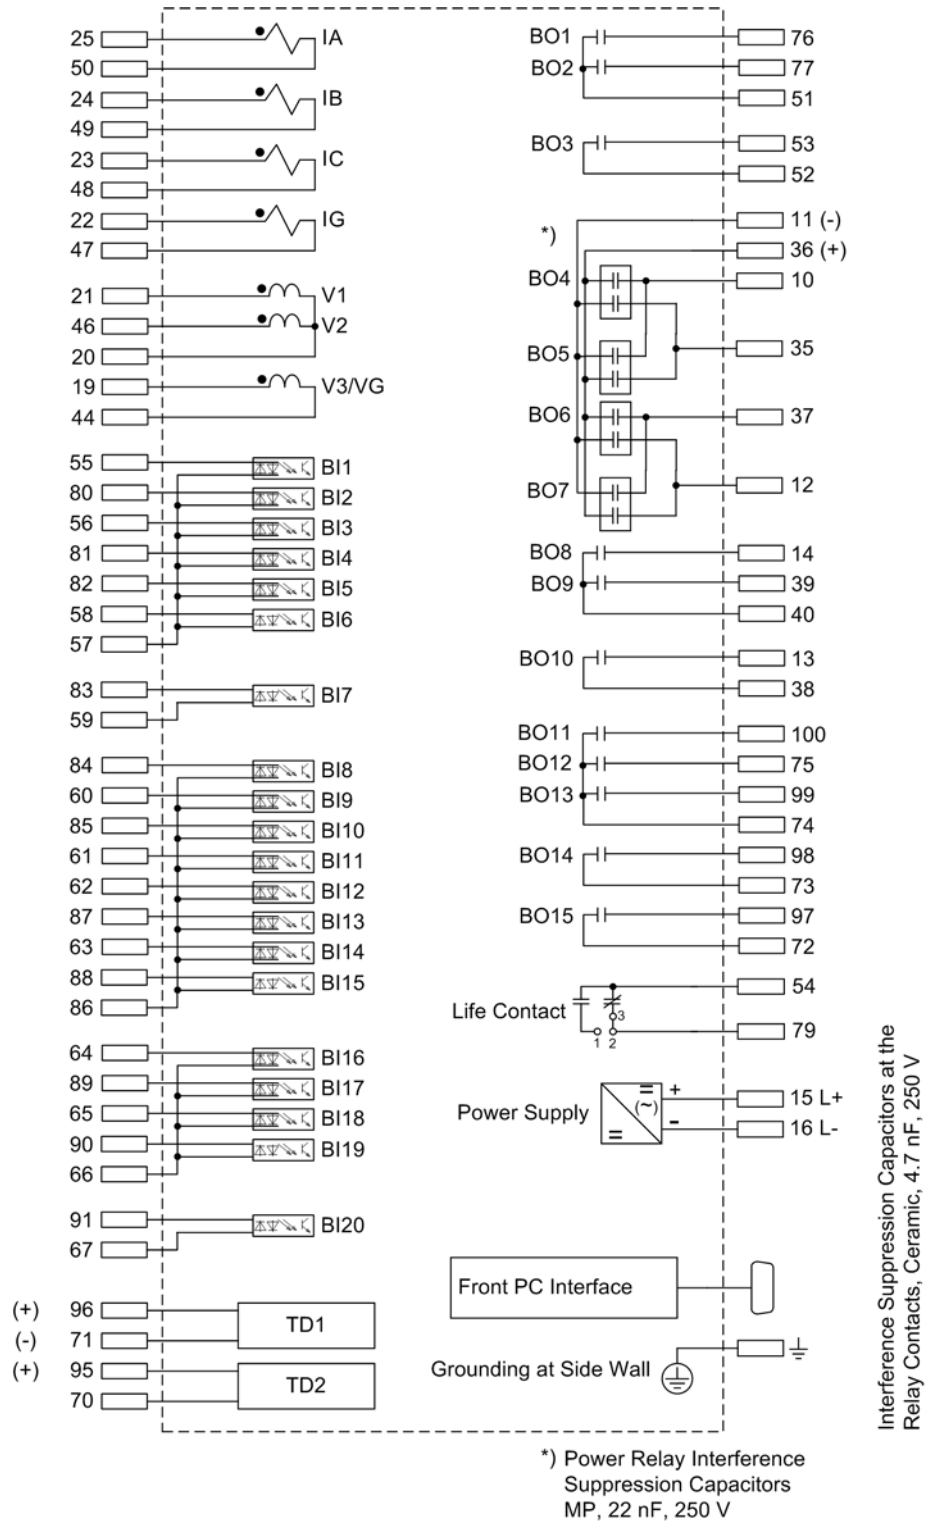 25 IA
50
24 IB
49
23 IC
48
22 IG
47
21 V1
46 V2
20
19 V3/VG
44
55 BI1
80 BI2
56 BI3
81 BI4
82 BI5
58 BI6
57
83 BI7
59
84 BI8
60 BI9
85 BI10
61 BI11
62 BI12
87 BI13
63 BI14
88 BI15
86
64 BI16
89 BI17
65 BI18
90 BI19
66
91 BI20
67
(+) 96 TD1
(-) 71
(+) 95 TD2
70
BO1 76
BO2 77
51
BO3 53
52
11 (-)
*) 36 (+)
BO4 10
BO5 35
BO6 37
BO7 12
BO8 14
BO9 39
40
BO10 13
38
BO11 100
BO12 75
BO13 99
74
BO14 98
73
BO15 97
72
54
Life Contact 3
1 2 79
Power Supply = (~) = + 15 L+
- 16 L-
Front PC Interface
Grounding at Side Wall
*) Power Relay Interference
Suppression Capacitors
MP, 22 nF, 250 V
Interference Suppression Capacitors at the
Relay Contacts, Ceramic, 4.7 nF, 250 V